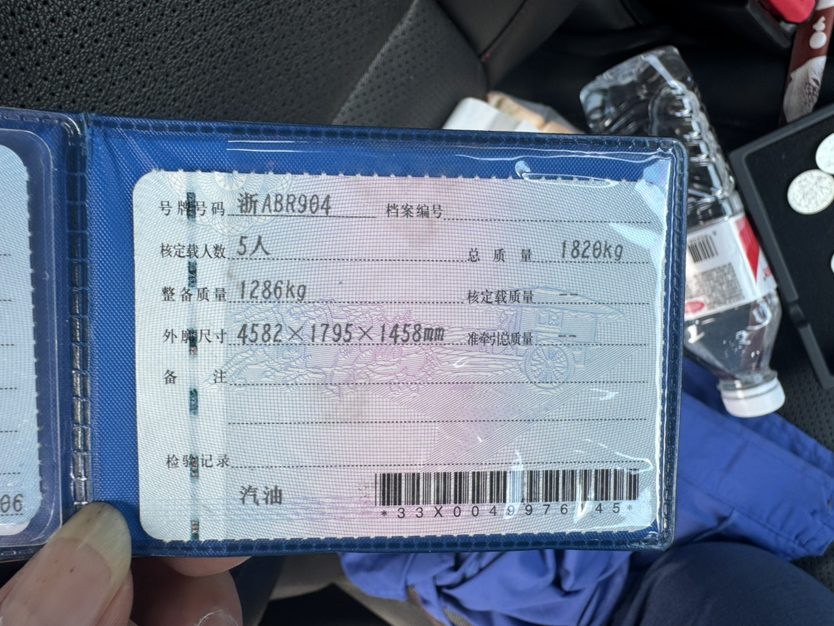 号牌号码 浙ABR904 档案编号
核定载人数 5人 总质量 1820kg
整备质量 1286kg 核定载质量 --
外廓尺寸 4582×1795×1458mm 准牵引总质量 --
备注
检验记录
汽油
06